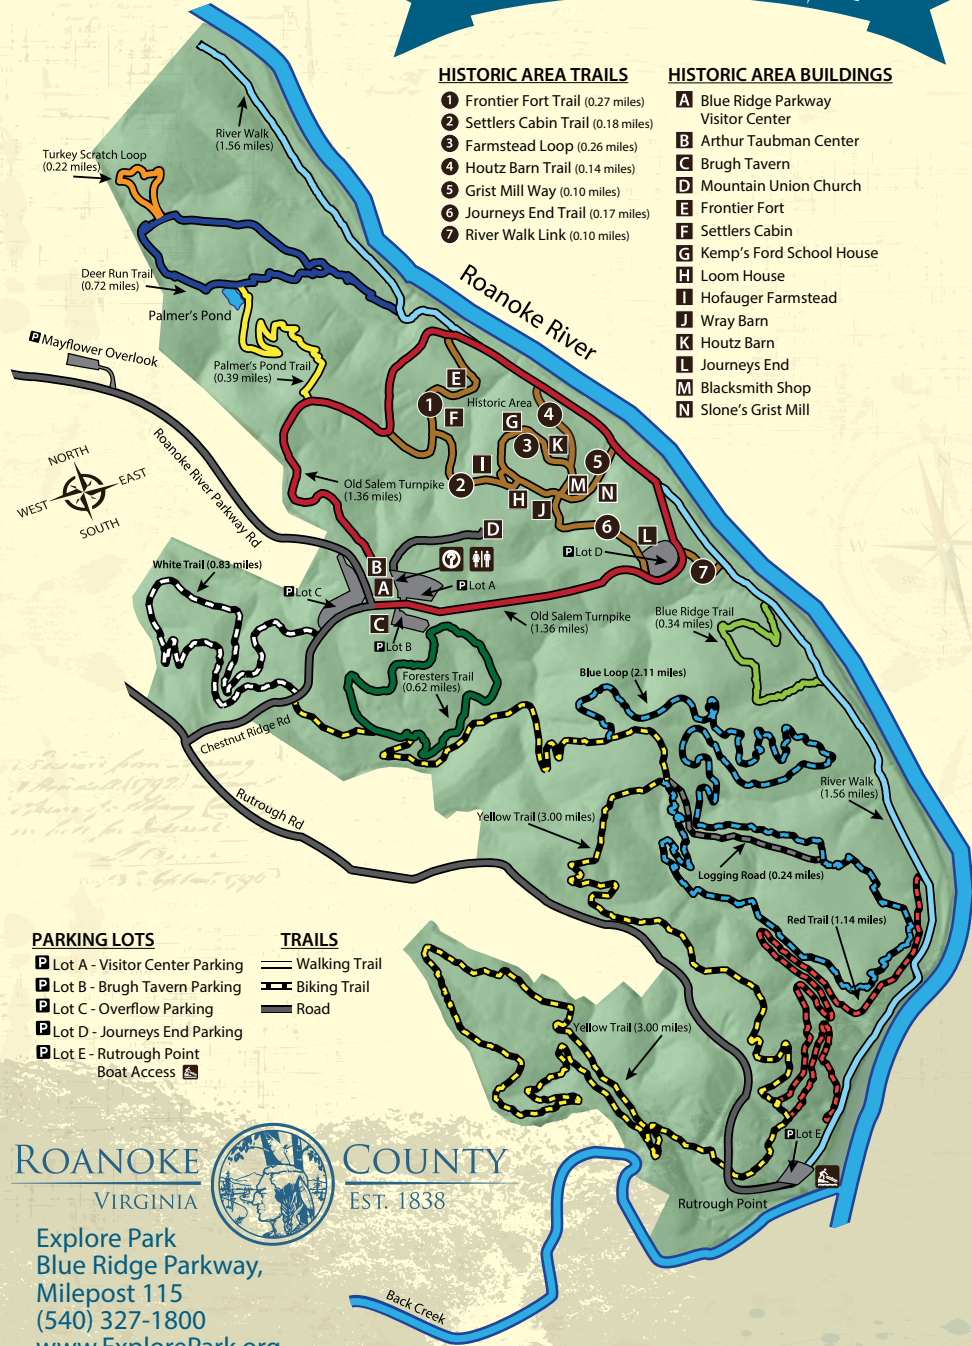 HISTORIC AREA TRAILS
1 Frontier Fort Trail (0.27 miles)
2 Settlers Cabin Trail (0.18 miles)
3 Farmstead Loop (0.26 miles)
4 Houtz Barn Trail (0.14 miles)
5 Grist Mill Way (0.10 miles)
6 Journeys End Trail (0.17 miles)
7 River Walk Link (0.10 miles)
HISTORIC AREA BUILDINGS
A Blue Ridge Parkway
Visitor Center
B Arthur Taubman Center
C Brugh Tavern
D Mountain Union Church
E Frontier Fort
F Settlers Cabin
G Kemp's Ford School House
H Loom House
I Hofauger Farmstead
J Wray Barn
K Houtz Barn
L Journeys End
M Blacksmith Shop
N Slone's Grist Mill
River Walk
(1.56 miles)
Turkey Scratch Loop
(0.22 miles)
Deer Run Trail
(0.72 miles)
Palmer's Pond
Roanoke River
P Mayflower Overlook
Palmer's Pond Trail
(0.39 miles)
E
Historic Area
1
F
G
4
3
K
I
5
2
M
N
H
J
6
L
P Lot D
7
Roanoke River Parkway Rd
Old Salem Turnpike
(1.36 miles)
NORTH
EAST
WEST
SOUTH
W
D
B
A
?
P Lot A
P Lot C
C
P Lot B
White Trail (0.83 miles)
Old Salem Turnpike
(1.36 miles)
Blue Ridge Trail
(0.34 miles)
Foresters Trail
(0.62 miles)
Blue Loop (2.11 miles)
Chestnut Ridge Rd
Rutrough Rd
River Walk
(1.56 miles)
Yellow Trail (3.00 miles)
Logging Road (0.24 miles)
Red Trail (1.14 miles)
Yellow Trail (3.00 miles)
P Lot E
Rutrough Point
Back Creek
PARKING LOTS
P Lot A - Visitor Center Parking
P Lot B - Brugh Tavern Parking
P Lot C - Overflow Parking
P Lot D - Journeys End Parking
P Lot E - Rutrough Point
Boat Access
TRAILS
Walking Trail
Biking Trail
Road
ROANOKE COUNTY
VIRGINIA EST. 1838
Explore Park
Blue Ridge Parkway,
Milepost 115
(540) 327-1800
www.ExplorePark.org